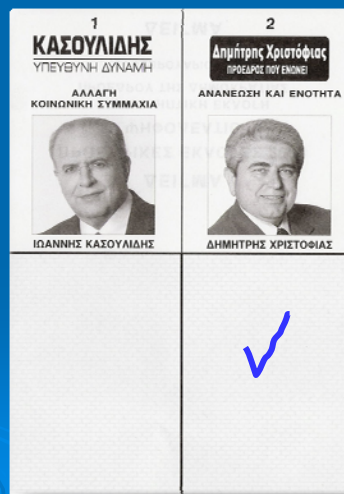 1
ΚΑΣΟΥΛΙΔΗΣ
ΥΠΕΥΘΥΝΗ ΔΥΝΑΜΗ
ΑΛΛΑΓΗ
ΚΟΙΝΩΝΙΚΗ ΣΥΜΜΑΧΙΑ
ΙΩΑΝΝΗΣ ΚΑΣΟΥΛΙΔΗΣ
2
Δημήτρης Χριστόφιας
ΠΡΟΕΔΡΟΣ ΠΟΥ ΕΝΩΝΕΙ
ΑΝΑΝΕΩΣΗ ΚΑΙ ΕΝΟΤΗΤΑ
ΔΗΜΗΤΡΗΣ ΧΡΙΣΤΟΦΙΑΣ